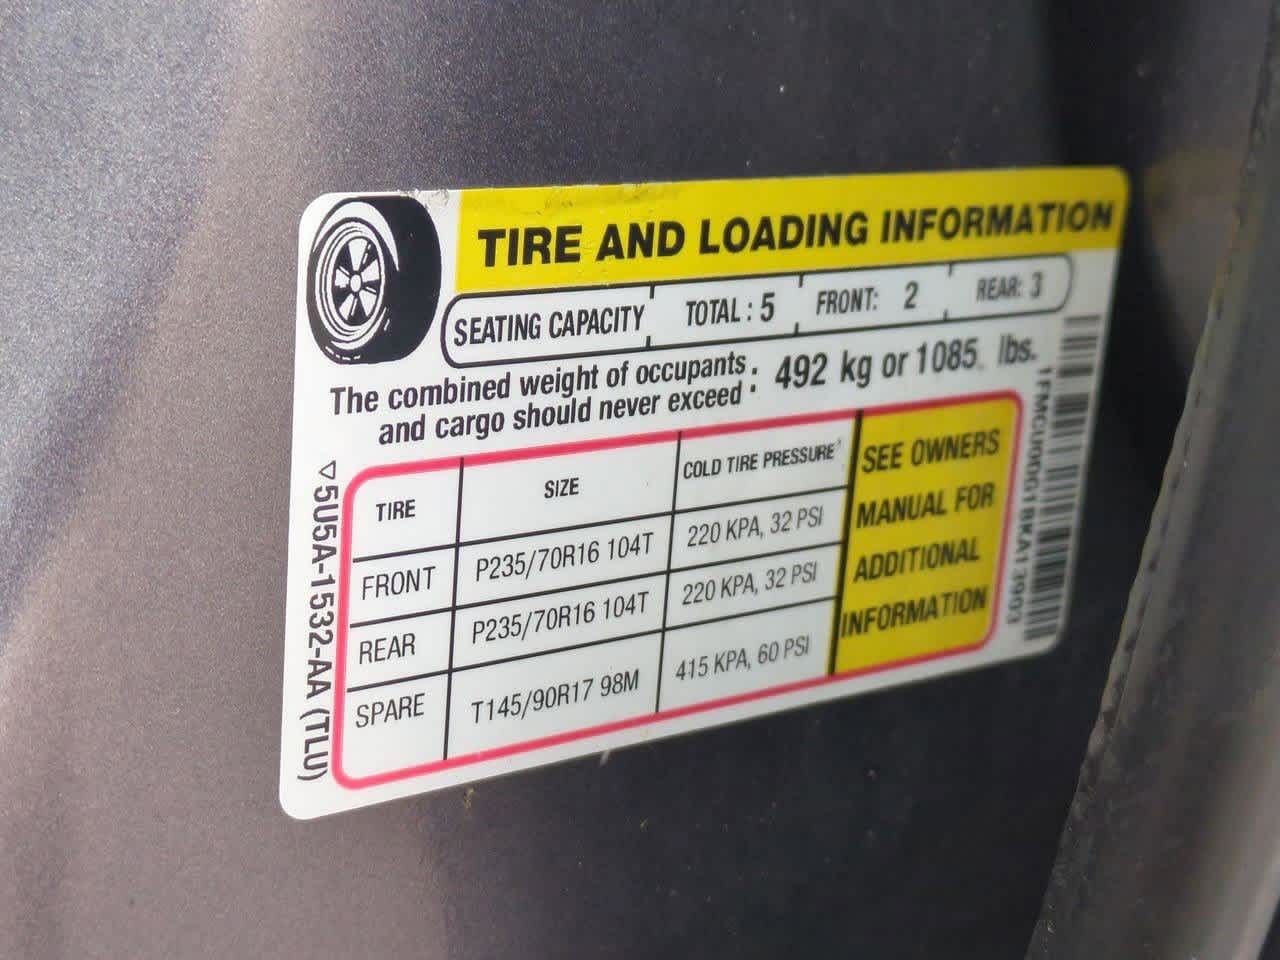 TIRE AND LOADING INFORMATION
SEATING CAPACITY TOTAL : 5 FRONT: 2 REAR: 3
The combined weight of occupants : 492 kg or 1085 lbs.
and cargo should never exceed :
TIRE SIZE COLD TIRE PRESSURE
FRONT P235/70R16 104T 220 KPA, 32 PSI
REAR P235/70R16 104T 220 KPA, 32 PSI
SPARE T145/90R17 98M 415 KPA, 60 PSI
SEE OWNERS
MANUAL FOR
ADDITIONAL
INFORMATION
5U5A-1532-AA (TLU)